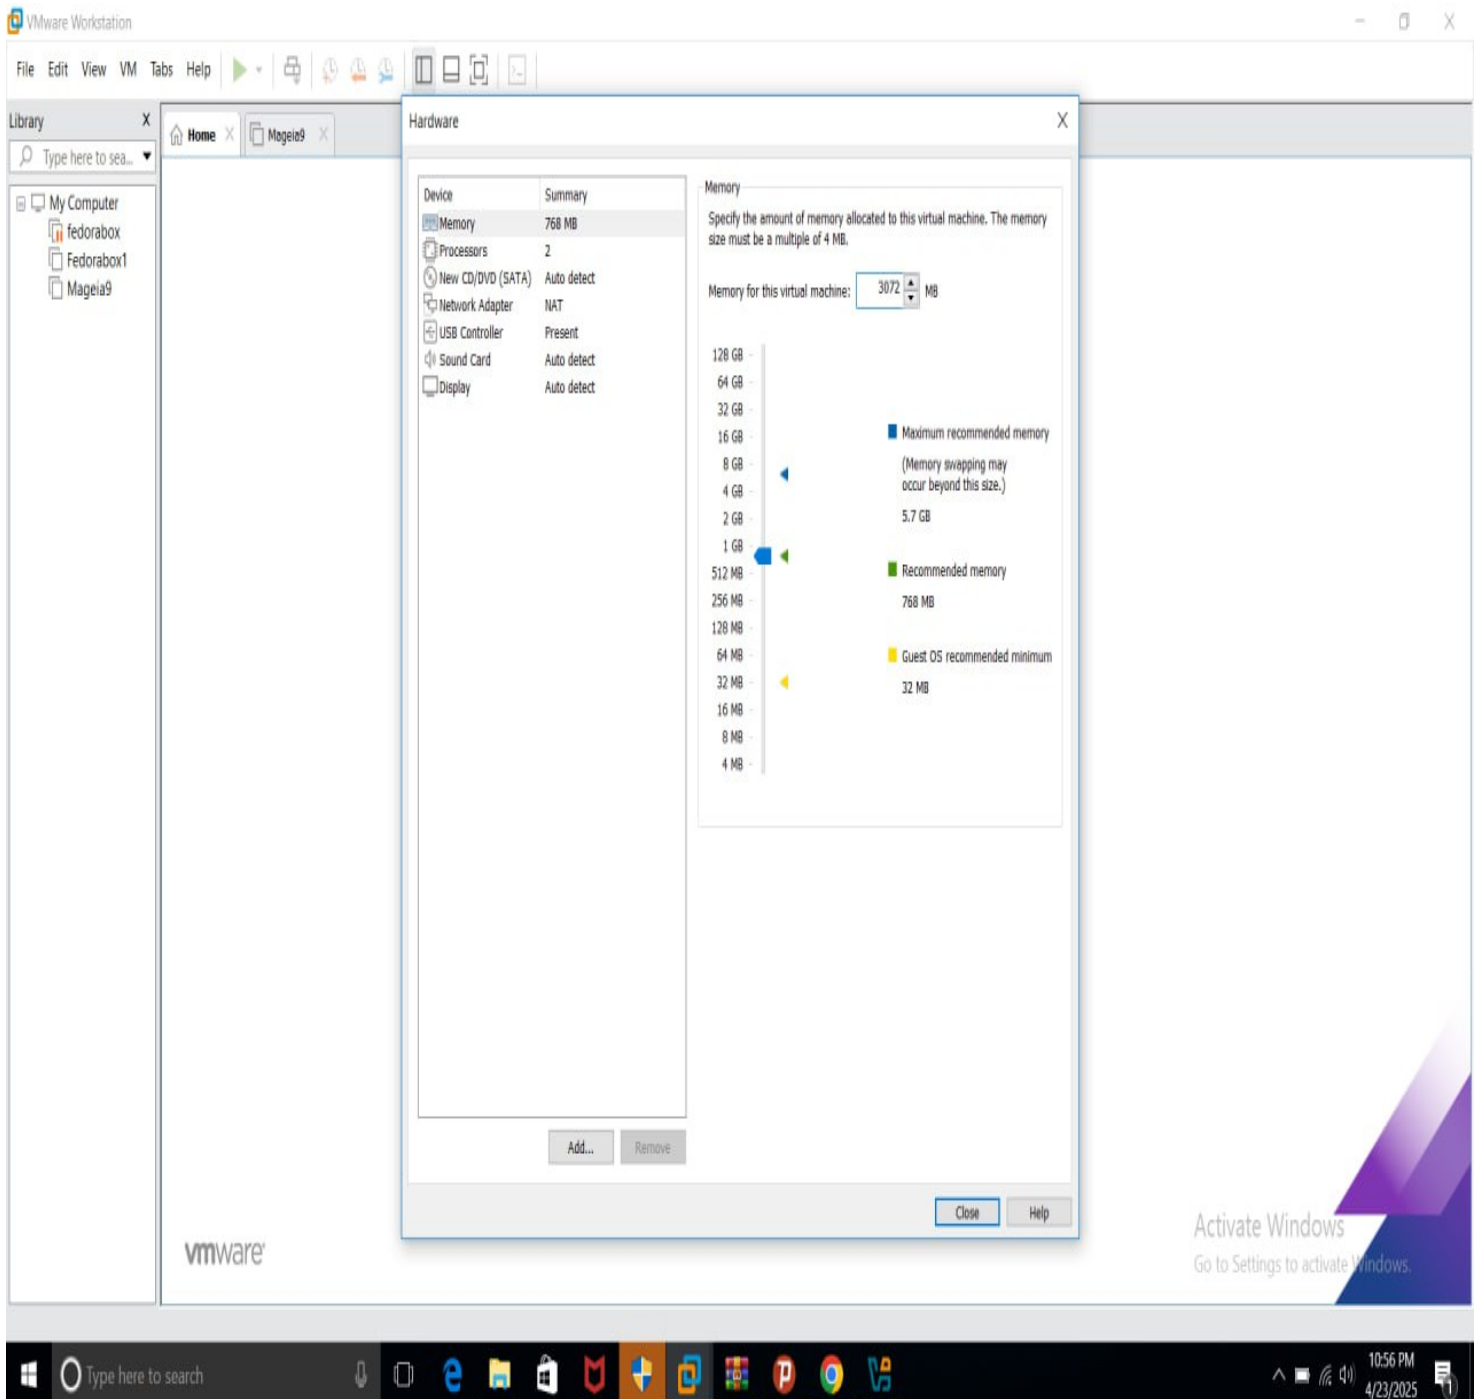 VMware Workstation
File Edit View VM Tabs Help
Library X
Type here to sea...
My Computer
fedorabox
Fedorabox1
Mageia9
Home
Mageia9
Hardware X
Device Summary
Memory 768 MB
Processors 2
New CD/DVD (SATA) Auto detect
Network Adapter NAT
USB Controller Present
Sound Card Auto detect
Display Auto detect
Add...
Remove
Memory
Specify the amount of memory allocated to this virtual machine. The memory
size must be a multiple of 4 MB.
Memory for this virtual machine: 3072 MB
128 GB
64 GB
32 GB
16 GB
8 GB
4 GB
2 GB
1 GB
512 MB
256 MB
128 MB
64 MB
32 MB
16 MB
8 MB
4 MB
Maximum recommended memory
(Memory swapping may
occur beyond this size.)
5.7 GB
Recommended memory
768 MB
Guest OS recommended minimum
32 MB
Close Help
vmware
Activate Windows
Go to Settings to activate Windows.
Type here to search
10:56 PM
4/23/2025
1